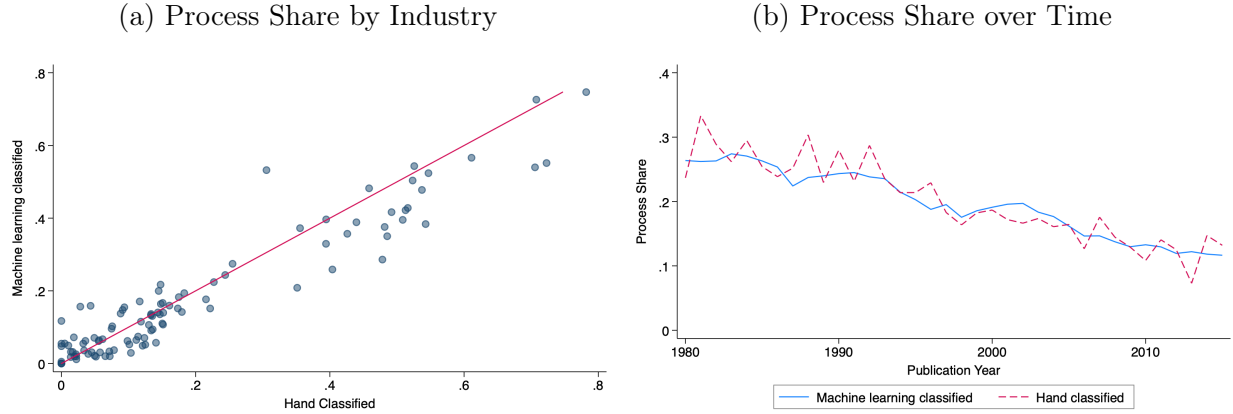 (a) Process Share by Industry
.8
.6
.4
.2
0
Machine learning classified
0
.2
.4
.6
.8
Hand Classified
(b) Process Share over Time
.4
.3
.2
.1
0
Process Share
1980
1990
2000
2010
Publication Year
Machine learning classified
Hand classified